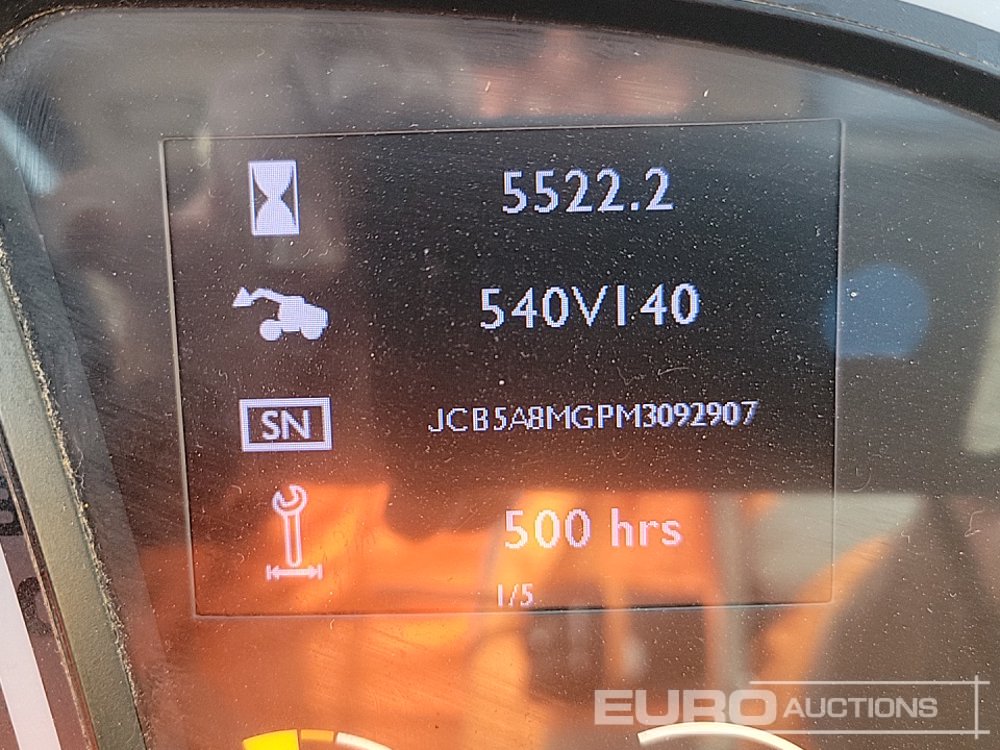 5522.2
540V140
SN JCB5A8MGPM3092907
500 hrs
1/5
EURO AUCTIONS